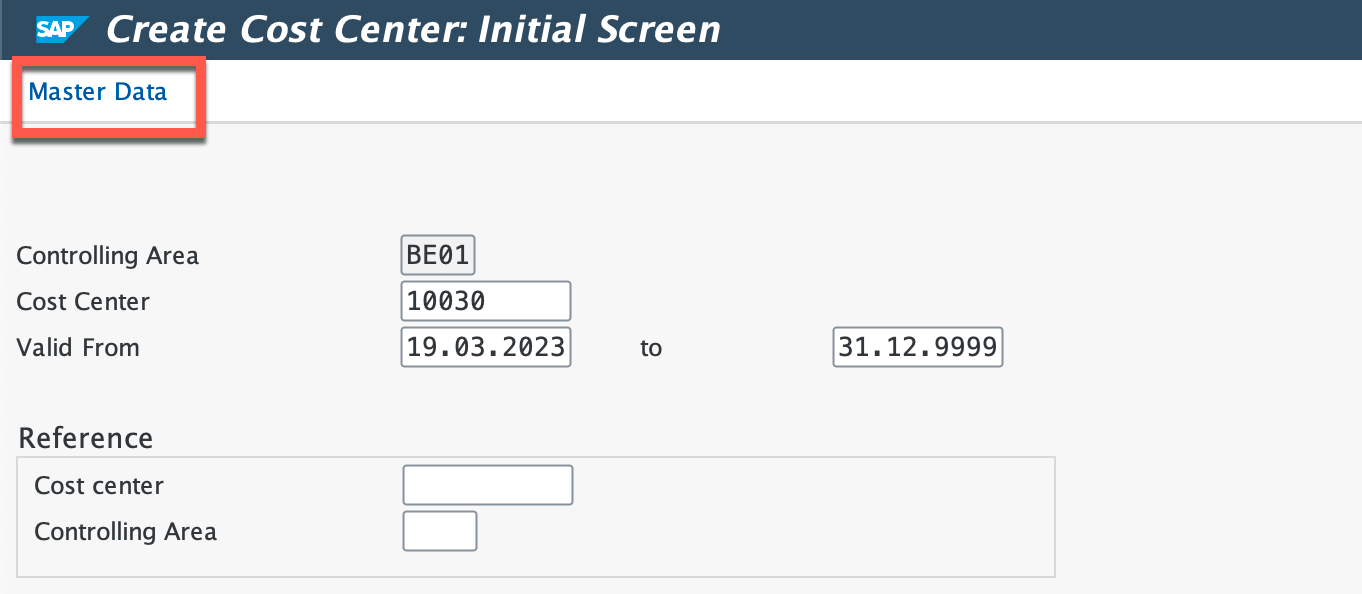 SAP Create Cost Center: Initial Screen
Master Data
Controlling Area BE01
Cost Center 10030
Valid From 19.03.2023 to 31.12.9999
Reference
Cost center
Controlling Area